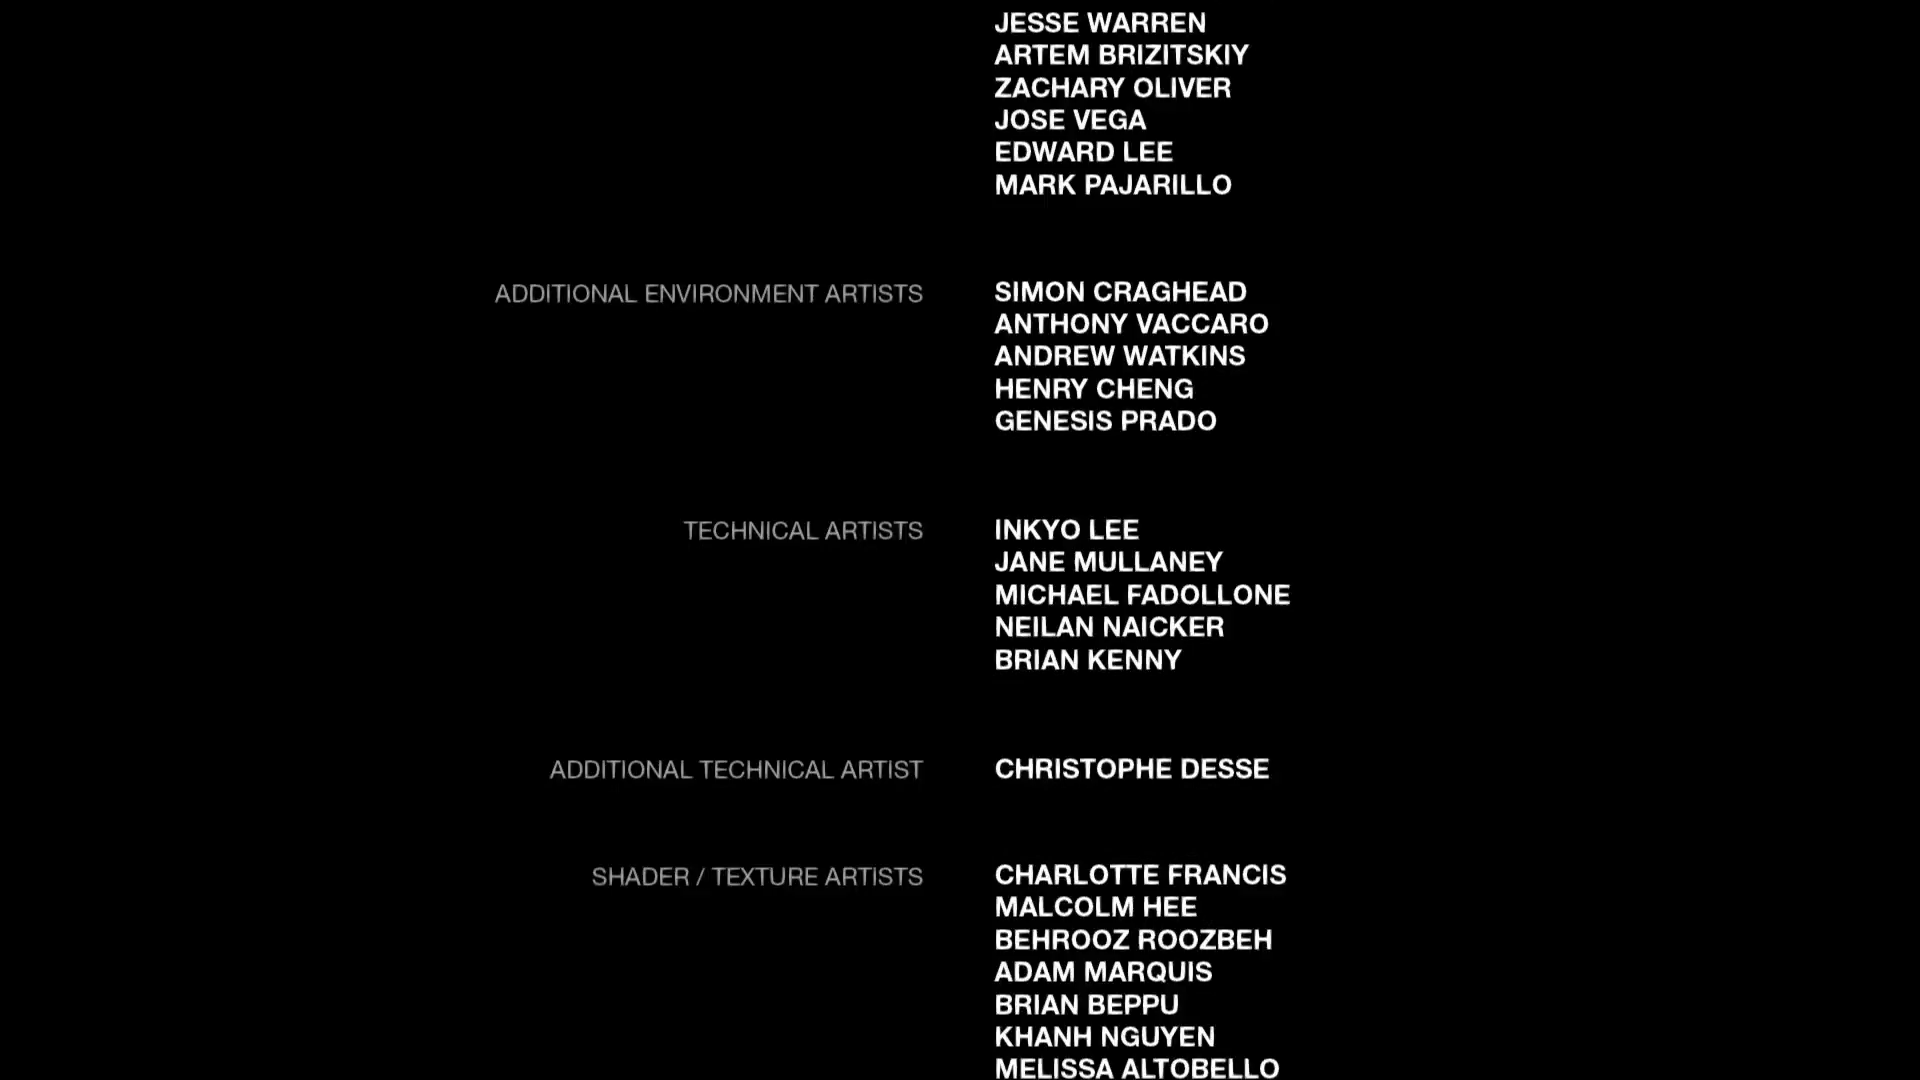 JESSE WARREN
ARTEM BRIZITSKIY
ZACHARY OLIVER
JOSE VEGA
EDWARD LEE
MARK PAJARILLO
ADDITIONAL ENVIRONMENT ARTISTS SIMON CRAGHEAD
ANTHONY VACCARO
ANDREW WATKINS
HENRY CHENG
GENESIS PRADO
TECHNICAL ARTISTS INKYO LEE
JANE MULLANEY
MICHAEL FADOLLONE
NEILAN NAICKER
BRIAN KENNY
ADDITIONAL TECHNICAL ARTIST CHRISTOPHE DESSE
SHADER / TEXTURE ARTISTS CHARLOTTE FRANCIS
MALCOLM HEE
BEHROOZ ROOZBEH
ADAM MARQUIS
BRIAN BEPPU
KHANH NGUYEN
MELISSA ALTOBELLO